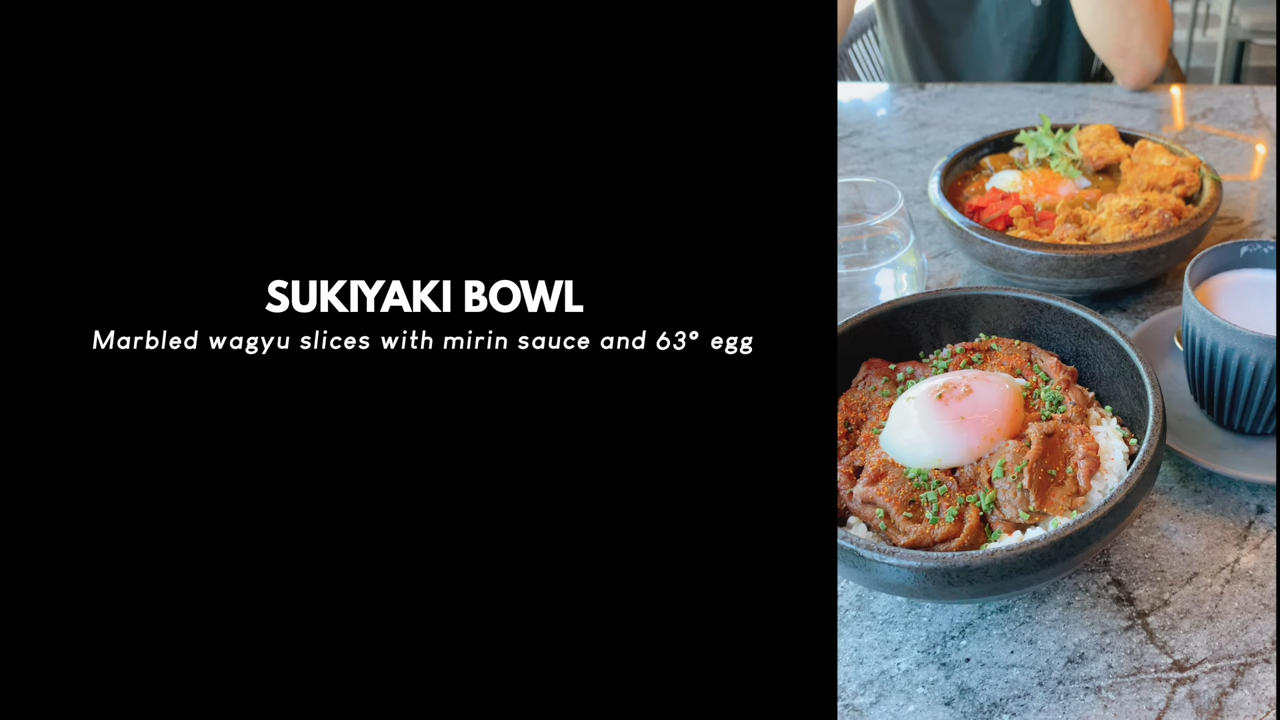 SUKIYAKI BOWL
Marbled wagyu slices with mirin sauce and 63° egg